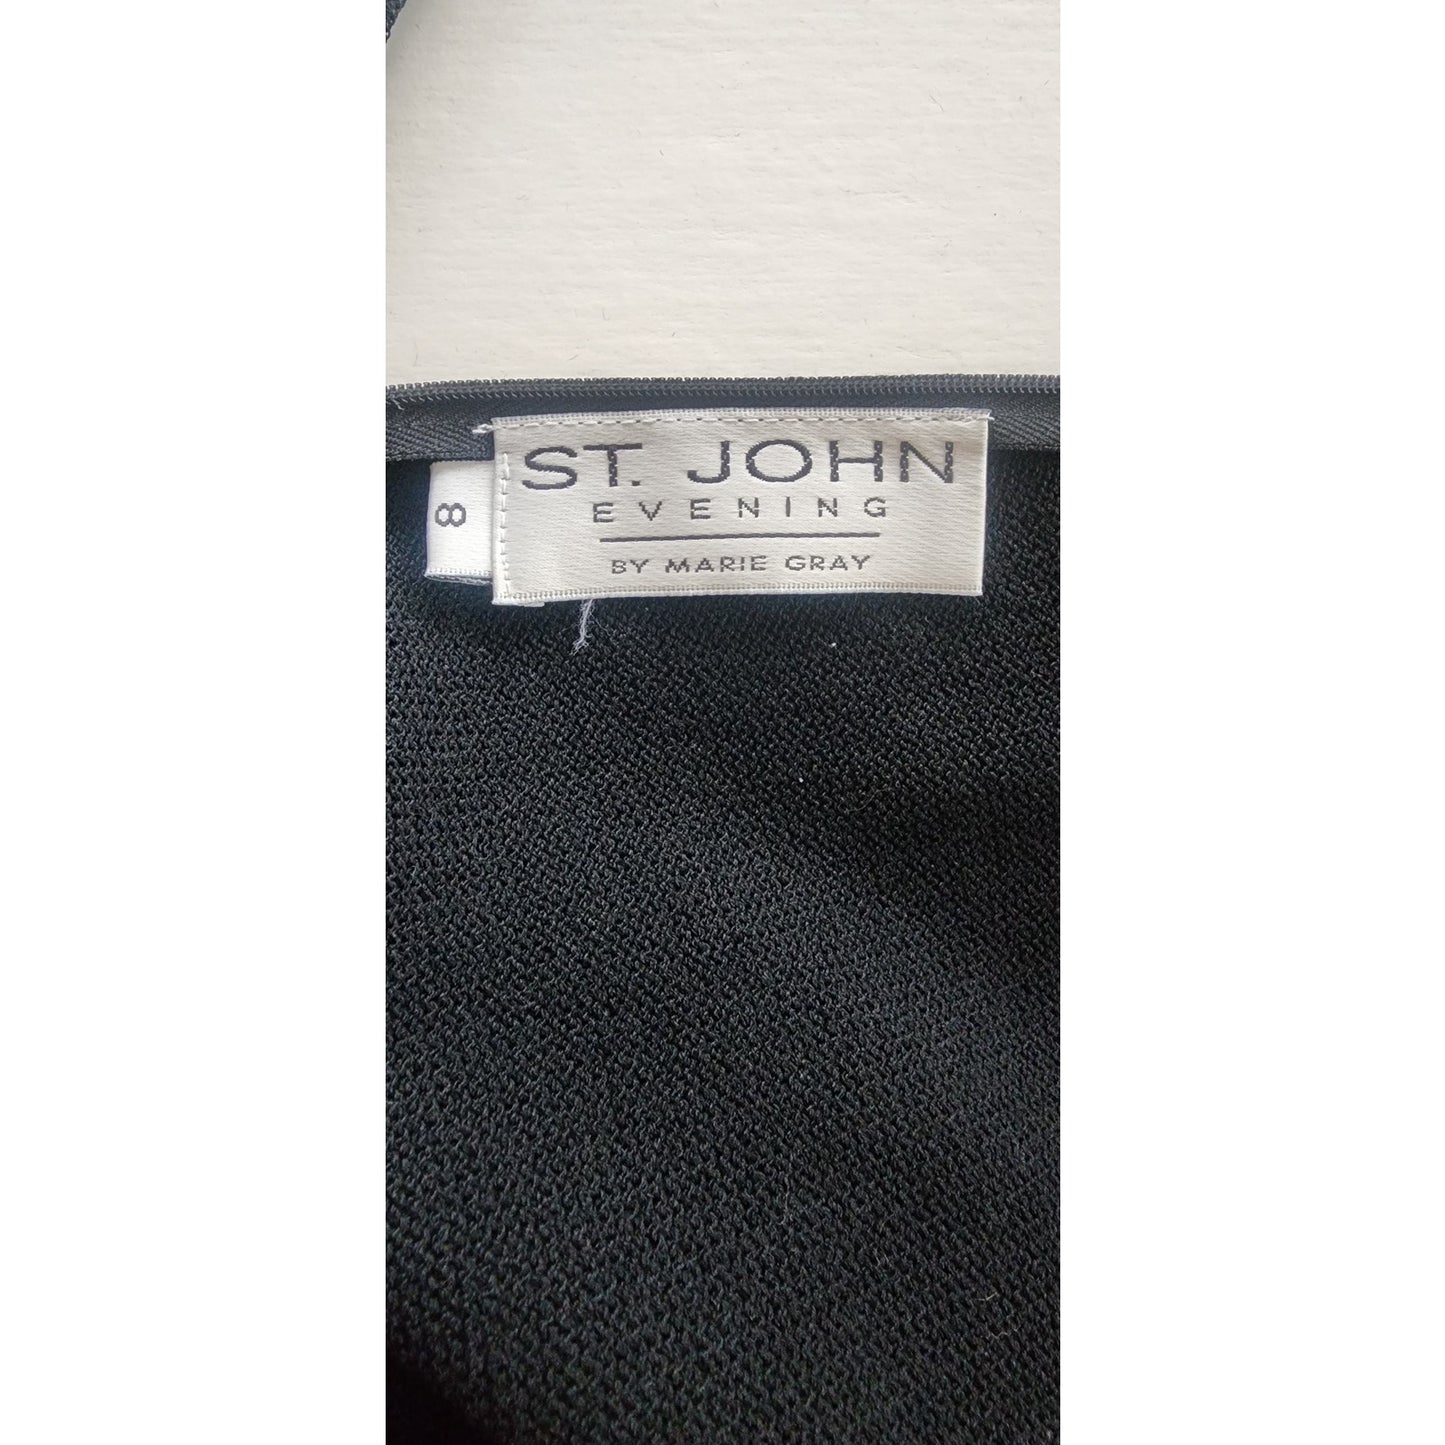 ST. JOHN
EVENING
BY MARIE GRAY
8